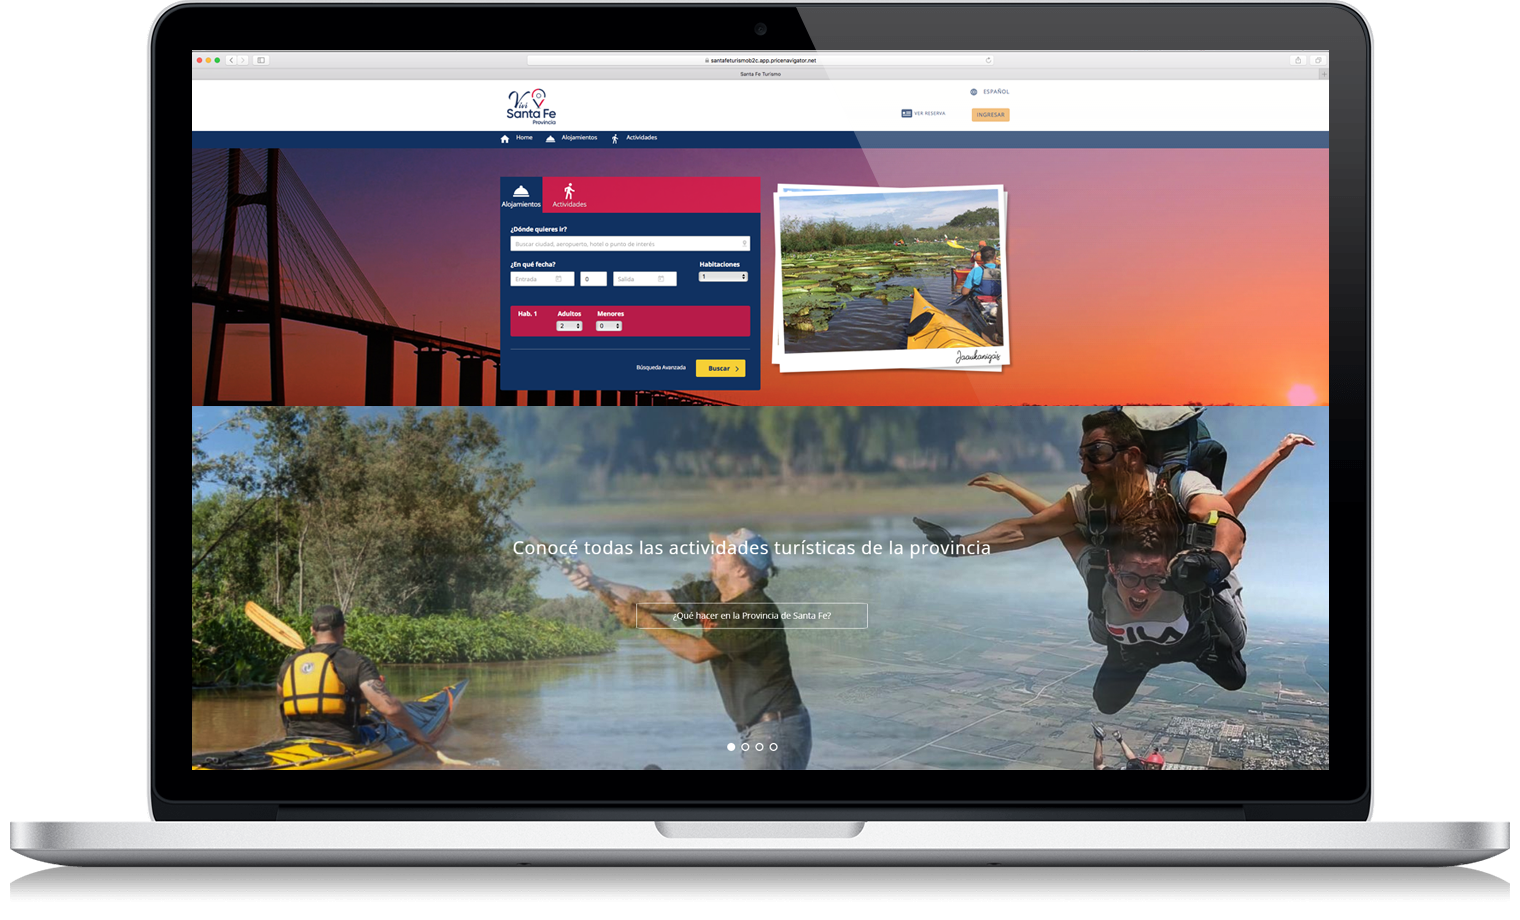 santafeturismob2c.app.pricenavigator.net
Santa Fe Turismo
Viví
Santa Fe
Provincia
ESPAÑOL
VER RESERVA
INGRESAR
Home
Alojamientos
Actividades
Alojamientos
Actividades
¿Dónde quieres ir?
Buscar ciudad, aeropuerto, hotel o punto de interés
¿En qué fecha?
Habitaciones
Entrada
0
Salida
1
Hab. 1
Adultos
Menores
2
0
Búsqueda Avanzada
Buscar
Jaaukanigás
Conocé todas las actividades turísticas de la provincia
¿Qué hacer en la Provincia de Santa Fe?
FILA